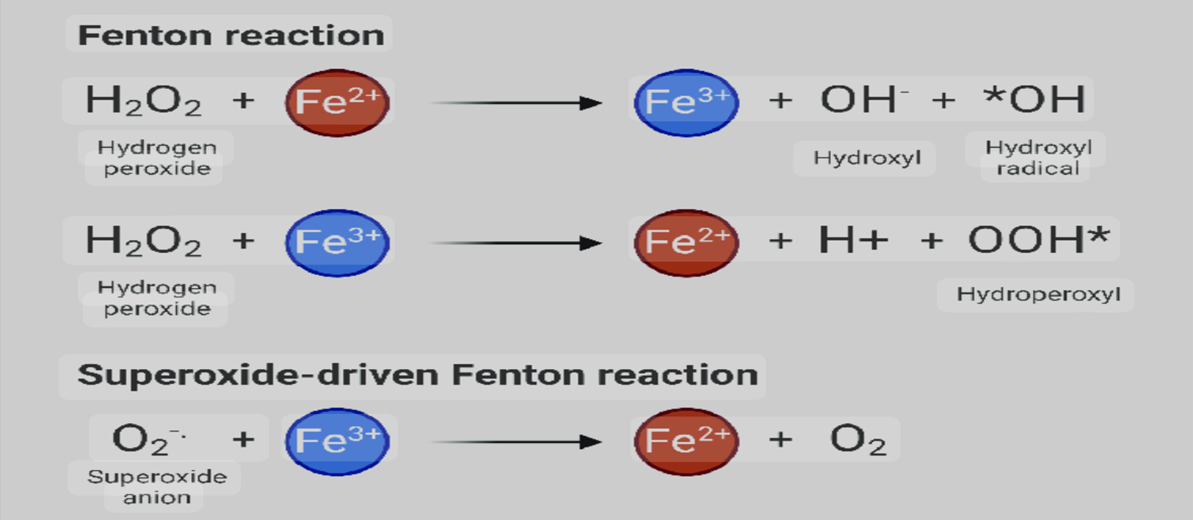 Fenton reaction
H₂O₂ + Fe²⁺ → Fe³⁺ + OH⁻ + *OH
Hydrogen peroxide
Hydroxyl
Hydroxyl radical
H₂O₂ + Fe³⁺ → Fe²⁺ + H+ + OOH*
Hydrogen peroxide
Hydroperoxyl
Superoxide-driven Fenton reaction
O₂⁻· + Fe³⁺ → Fe²⁺ + O₂
Superoxide anion